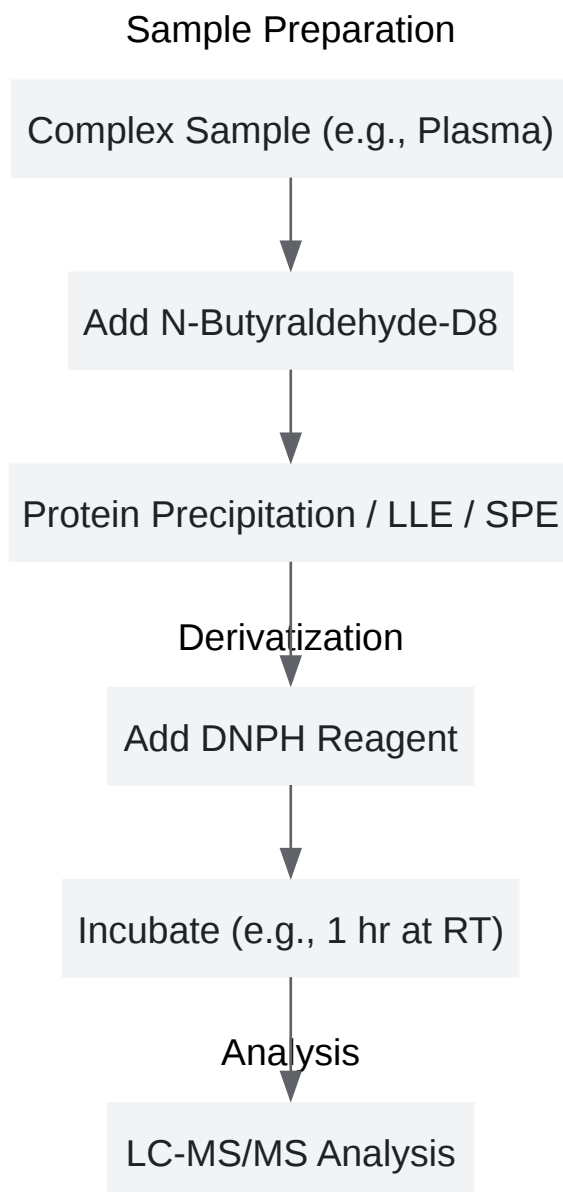 Sample Preparation
Complex Sample (e.g., Plasma)
Add N-Butyraldehyde-D8
Protein Precipitation / LLE / SPE
Derivatization
Add DNPH Reagent
Incubate (e.g., 1 hr at RT)
Analysis
LC-MS/MS Analysis